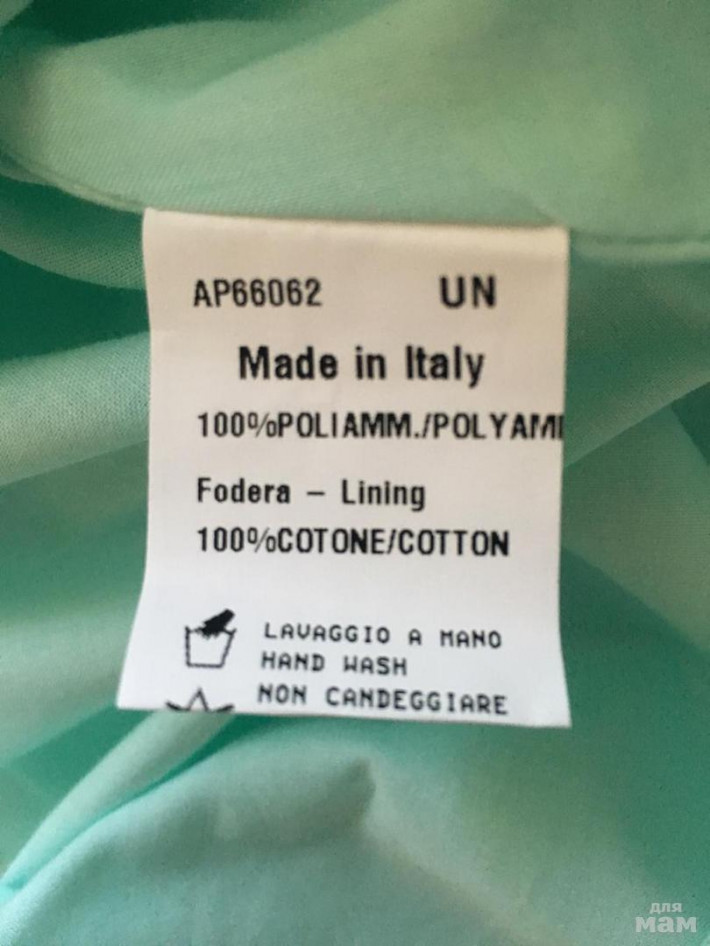 AP66062 UN
Made in Italy
100%POLIAMM./POLYAMI
Fodera – Lining
100%COTONE/COTTON
LAVAGGIO A MANO
HAND WASH
NON CANDEGGIARE
для
мам